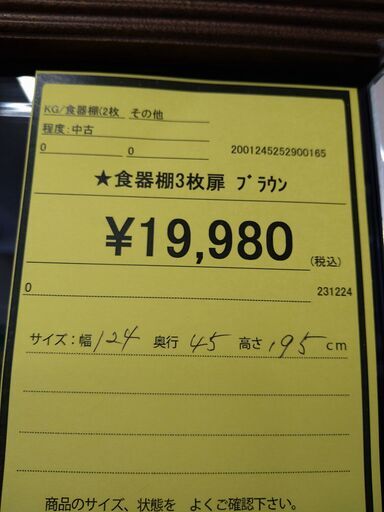 KG/食器棚(2枚 その他
程度:中古
0 0 2001245252900165
★食器棚3枚扉 ﾌﾞﾗｳﾝ
¥19,980 (税込)
0 231224
サイズ:幅 124 奥行 45 高さ 195 cm
商品のサイズ、状態を よくご確認下さい。